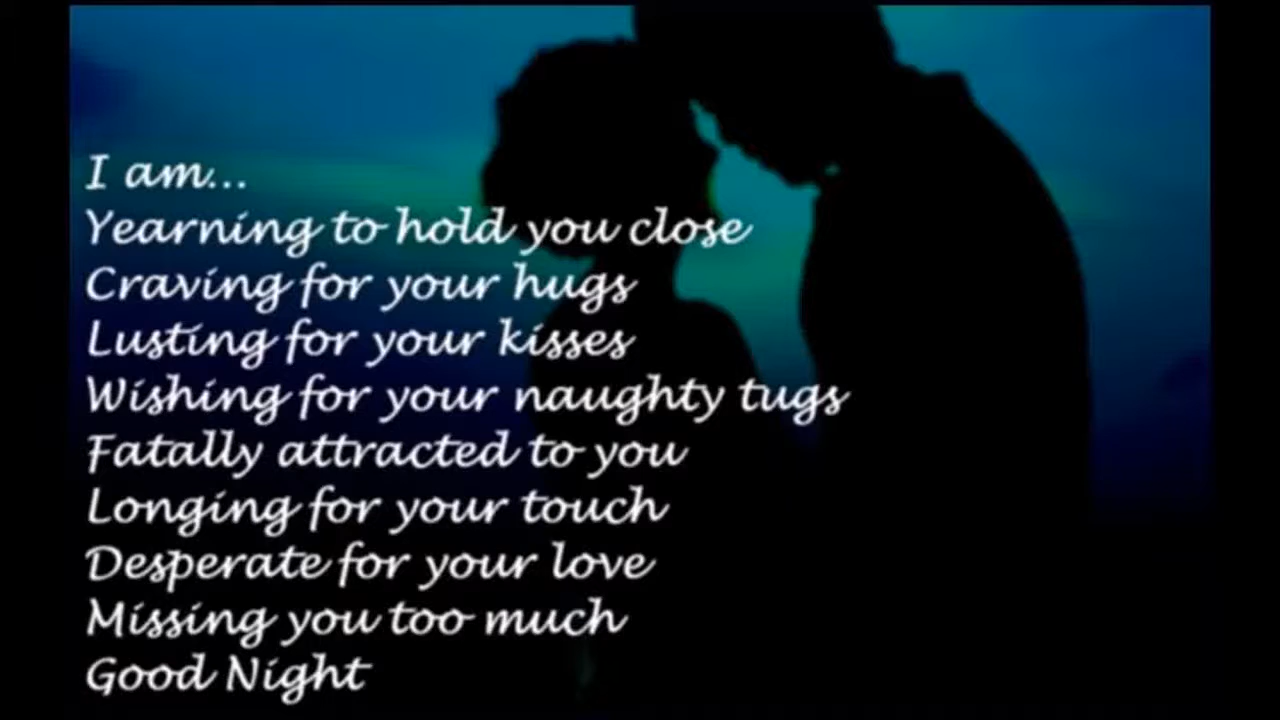 I am...
Yearning to hold you close
Craving for your hugs
Lusting for your kisses
Wishing for your naughty tugs
Fatally attracted to you
Longing for your touch
Desperate for your love
Missing you too much
Good Night